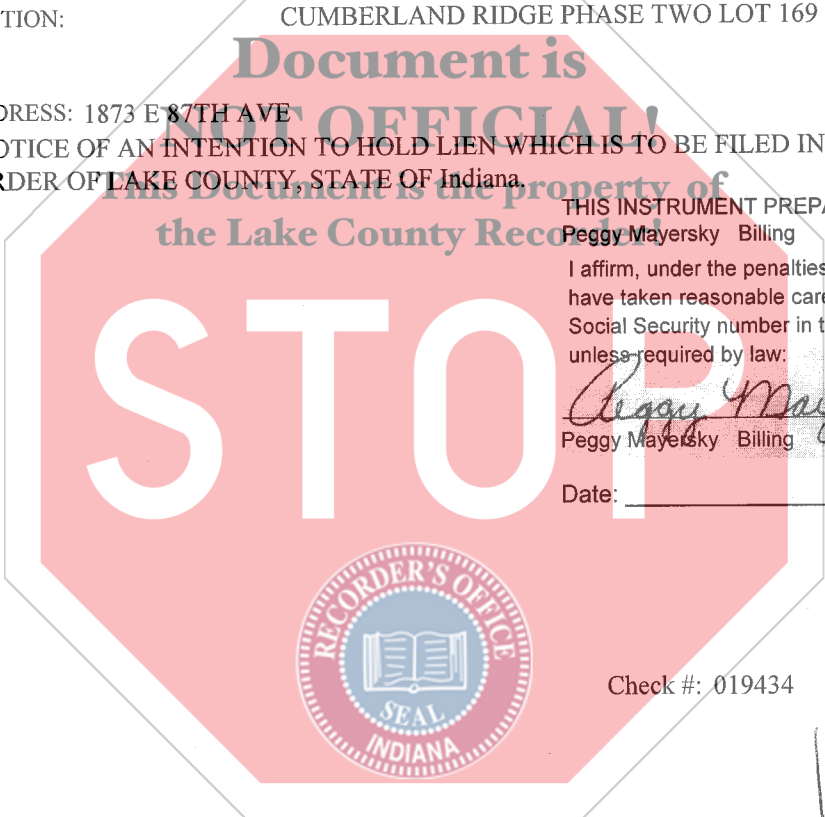 TION: CUMBERLAND RIDGE PHASE TWO LOT 169
Document is
DRESS: 1873 E 87TH AVE
NOT OFFICIAL!
OTICE OF AN INTENTION TO HOLD LIEN WHICH IS TO BE FILED IN
RDER OF LAKE COUNTY, STATE OF Indiana.
This Document is the property of
the Lake County Recorder!
THIS INSTRUMENT PREPA
Peggy Mayersky Billing
I affirm, under the penalties
have taken reasonable care
Social Security number in t
unless required by law:
Peggy May
Peggy Mayersky Billing
Date:
STOP
RECORDER'S OFFICE
SEAL
INDIANA
Check #: 019434